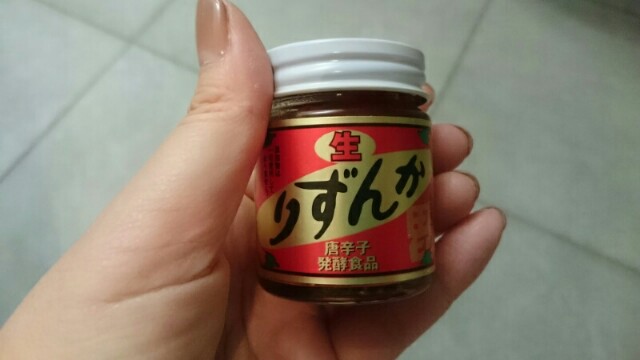 生
かんずり
唐辛子
発酵食品